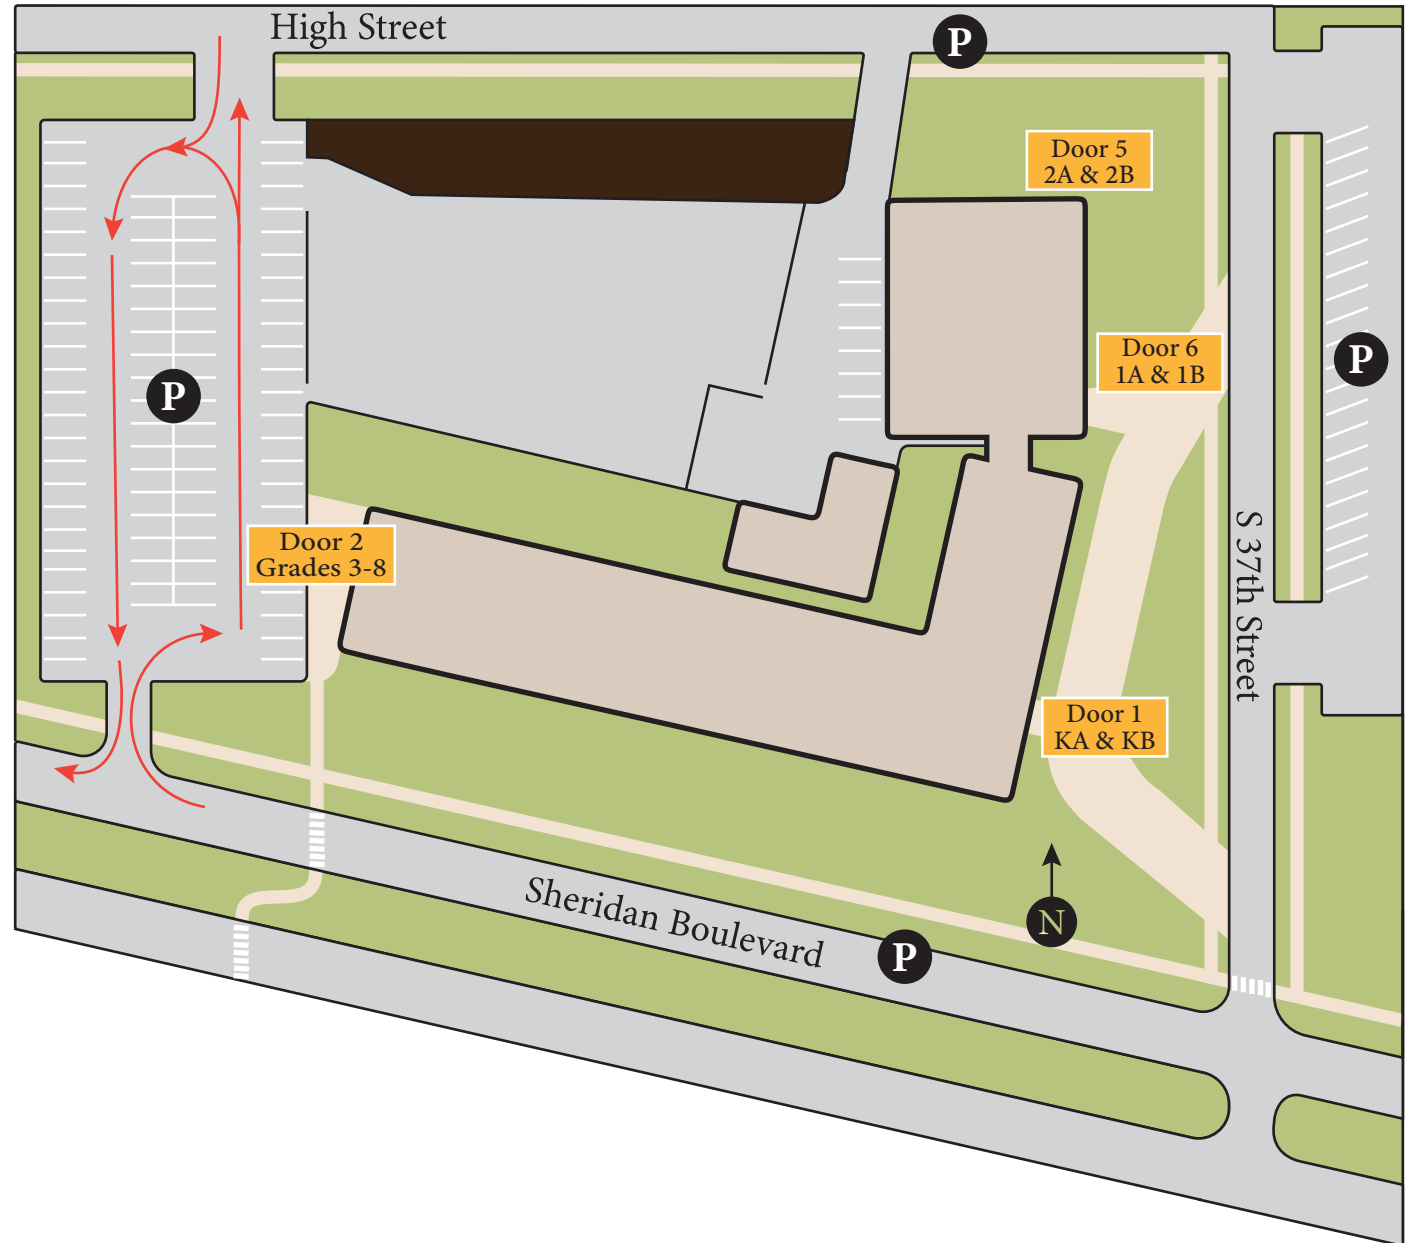 High Street
P
Door 5
2A & 2B
Door 6
1A & 1B
P
P
Door 2
Grades 3-8
S 37th Street
Door 1
KA & KB
N
Sheridan Boulevard
P